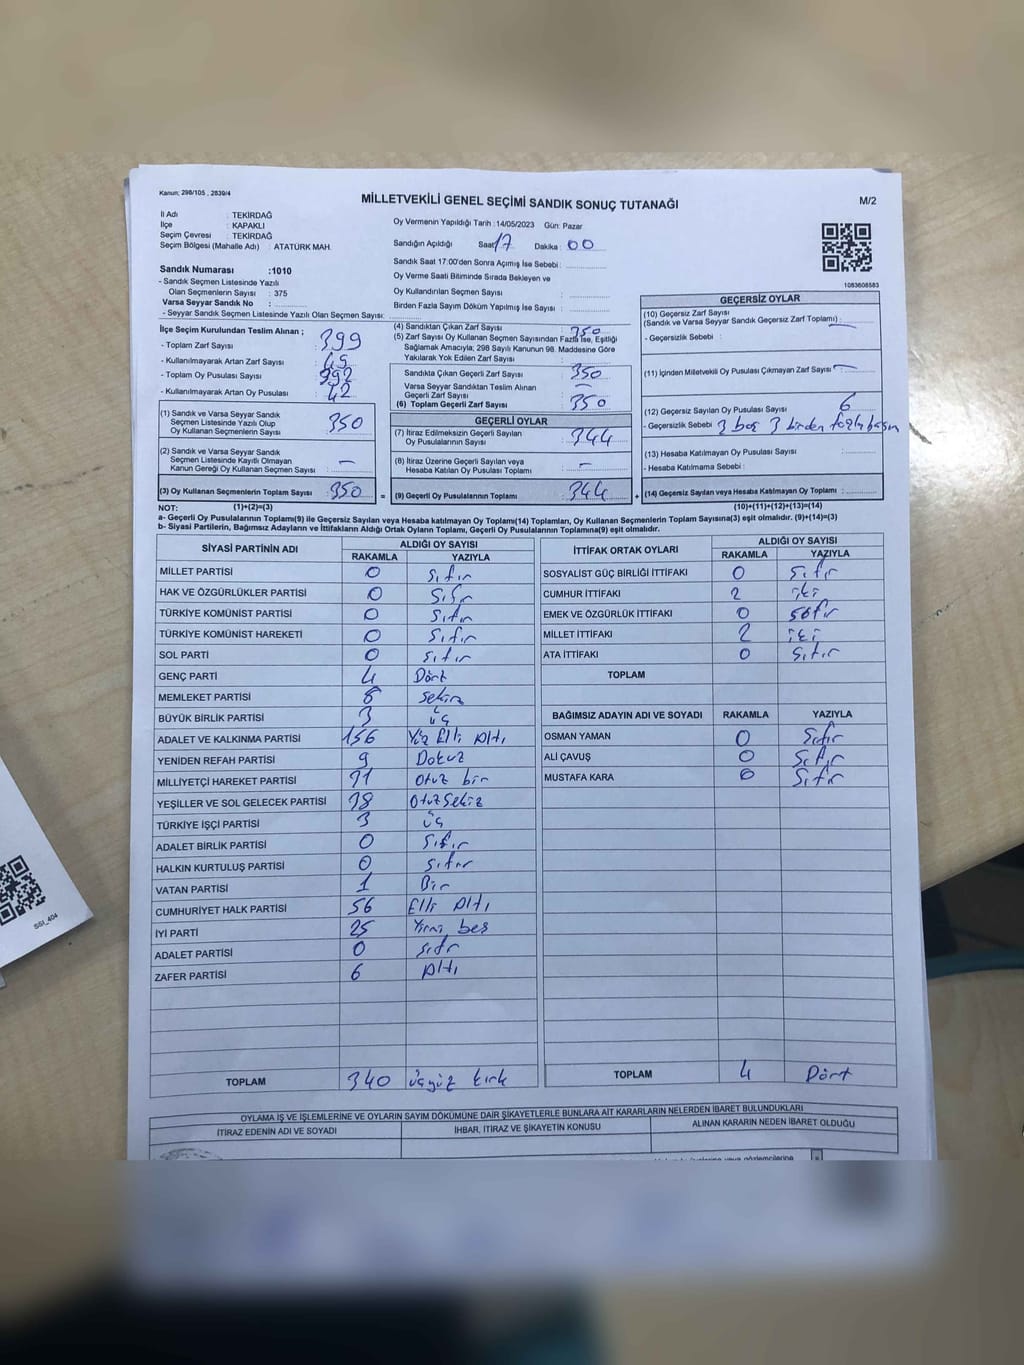 Kanun; 298/105 , 2839/4
MİLLETVEKİLİ GENEL SEÇİMİ SANDIK SONUÇ TUTANAĞI
M/2
İl Adı : TEKİRDAĞ
İlçe : KAPAKLI
Seçim Çevresi : TEKİRDAĞ
Seçim Bölgesi (Mahalle Adı) : ATATÜRK MAH.
Oy Vermenin Yapıldığı Tarih : 14/05/2023 Gün: Pazar
Sandığın Açıldığı Saat 17 Dakika : 00
Sandık Saat 17:00'den Sonra Açımış İse Sebebi :
Oy Verme Saati Bitiminde Sırada Bekleyen ve
Oy Kullandırılan Seçmen Sayısı :
Birden Fazla Sayım Döküm Yapılmış İse Sayısı :
1083608583
Sandık Numarası :1010
- Sandık Seçmen Listesinde Yazılı
Olan Seçmenlerin Sayısı : 375
Varsa Seyyar Sandık No :
- Seyyar Sandık Seçmen Listesinde Yazılı Olan Seçmen Sayısı:
İlçe Seçim Kurulundan Teslim Alınan ;
- Toplam Zarf Sayısı : 399
- Kullanılmayarak Artan Zarf Sayısı : 49
- Toplam Oy Pusulası Sayısı : 392
- Kullanılmayarak Artan Oy Pusulası : 42
(1) Sandık ve Varsa Seyyar Sandık
Seçmen Listesinde Yazılı Olup
Oy Kullanan Seçmen Sayısı : 350
(2) Sandık ve Varsa Seyyar Sandık
Seçmen Listesinde Kayıtlı Olmayan
Kanun Gereği Oy Kullanan Seçmen Sayısı : –
(3) Oy Kullanan Seçmenlerin Toplam Sayısı : 350 =
(4) Sandıktan Çıkan Zarf Sayısı : 350
(5) Zarf Sayısı Oy Kullanan Seçmen Sayısından Fazla İse, Eşitliği
Sağlamak Amacıyla; 298 Sayılı Kanunun 98. Maddesine Göre
Yakılarak Yok Edilen Zarf Sayısı :
Sandıkta Çıkan Geçerli Zarf Sayısı : 350
Varsa Seyyar Sandıktan Teslim Alınan
Geçerli Zarf Sayısı : –
(6) Toplam Geçerli Zarf Sayısı : 350
GEÇERLİ OYLAR
(7) İtiraz Edilmeksizin Geçerli Sayılan
Oy Pusulalarının Sayısı : 344
(8) İtiraz Üzerine Geçerli Sayılan veya
Hesaba Katılan Oy Pusulası Toplamı : –
(9) Geçerli Oy Pusulalarının Toplamı : 344 +
GEÇERSİZ OYLAR
(10) Geçersiz Zarf Sayısı
(Sandık ve Varsa Seyyar Sandık Geçersiz Zarf Toplamı) : –
- Geçersizlik Sebebi :
(11) İçinden Milletvekili Oy Pusulası Çıkmayan Zarf Sayısı : –
(12) Geçersiz Sayılan Oy Pusulası Sayısı : 6
- Geçersizlik Sebebi : 3 boş 3 birden fazla basım
(13) Hesaba Katılmayan Oy Pusulası Sayısı :
- Hesaba Katılmama Sebebi :
(14) Geçersiz Sayılan veya Hesaba Katılmayan Oy Toplamı :
NOT: (1)+(2)=(3) (10)+(11)+(12)+(13)=(14)
a- Geçerli Oy Pusulalarının Toplamı(9) ile Geçersiz Sayılan veya Hesaba katılmayan Oy Toplamı(14) Toplamları, Oy Kullanan Seçmenlerin Toplam Sayısına(3) eşit olmalıdır. (9)+(14)=(3)
b- Siyasi Partilerin, Bağımsız Adayların ve İttifakların Aldığı Oy Ortak Oyların Toplamı, Geçerli Oy Pusulalarının Toplamına(9) eşit olmalıdır.
SİYASİ PARTİNİN ADI ALDIĞI OY SAYISI
RAKAMLA YAZIYLA
MİLLET PARTİSİ 0 Sıfır
HAK VE ÖZGÜRLÜKLER PARTİSİ 0 Sıfır
TÜRKİYE KOMÜNİST PARTİSİ 0 Sıfır
TÜRKİYE KOMÜNİST HAREKETİ 0 Sıfır
SOL PARTİ 0 Sıfır
GENÇ PARTİ 4 Dört
MEMLEKET PARTİSİ 8 Sekiz
BÜYÜK BİRLİK PARTİSİ 3 üç
ADALET VE KALKINMA PARTİSİ 156 Yüz Elli Altı
YENİDEN REFAH PARTİSİ 9 Dokuz
MİLLİYETÇİ HAREKET PARTİSİ 31 Otuz bir
YEŞİLLER VE SOL GELECEK PARTİSİ 38 Otuz Sekiz
TÜRKİYE İŞÇİ PARTİSİ 3 üç
ADALET BİRLİK PARTİSİ 0 Sıfır
HALKIN KURTULUŞ PARTİSİ 0 Sıfır
VATAN PARTİSİ 1 Bir
CUMHURİYET HALK PARTİSİ 56 Elli Altı
İYİ PARTİ 25 Yirmi beş
ADALET PARTİSİ 0 Sıfır
ZAFER PARTİSİ 6 Altı
TOPLAM 340 üçyüz kırk
İTTİFAK ORTAK OYLARI ALDIĞI OY SAYISI
RAKAMLA YAZIYLA
SOSYALİST GÜÇ BİRLİĞİ İTTİFAKI 0 Sıfır
CUMHUR İTTİFAKI 2 iki
EMEK VE ÖZGÜRLÜK İTTİFAKI 0 Sıfır
MİLLET İTTİFAKI 2 iki
ATA İTTİFAKI 0 Sıfır
TOPLAM
BAĞIMSIZ ADAYIN ADI VE SOYADI RAKAMLA YAZIYLA
OSMAN YAMAN 0 Sıfır
ALİ ÇAVUŞ 0 Sıfır
MUSTAFA KARA 0 Sıfır
TOPLAM 4 Dört
OYLAMA İŞ VE İŞLEMLERİNE VE OYLARIN SAYIM DÖKÜMÜNE DAİR ŞİKAYETLERLE BUNLARA AİT KARARLARIN NELERDEN İBARET BULUNDUKLARI
İTİRAZ EDENİN ADI VE SOYADI İHBAR, İTİRAZ VE ŞİKAYETİN KONUSU ALINAN KARARIN NEDEN İBARET OLDUĞU
SSI_404